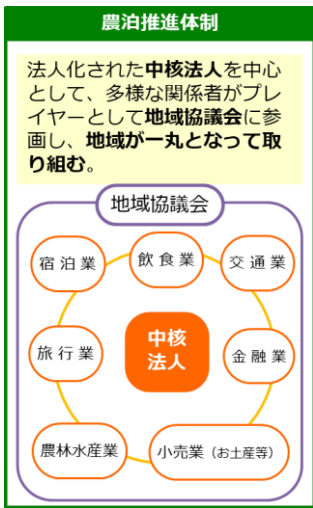 農泊推進体制
法人化された中核法人を中心
として、多様な関係者がプレ
イヤーとして地域協議会に参
画し、地域が一丸となって取
り組む。
地域協議会
宿泊業
飲食業
交通業
旅行業
中核
法人
金融業
農林水産業
小売業（お土産等）